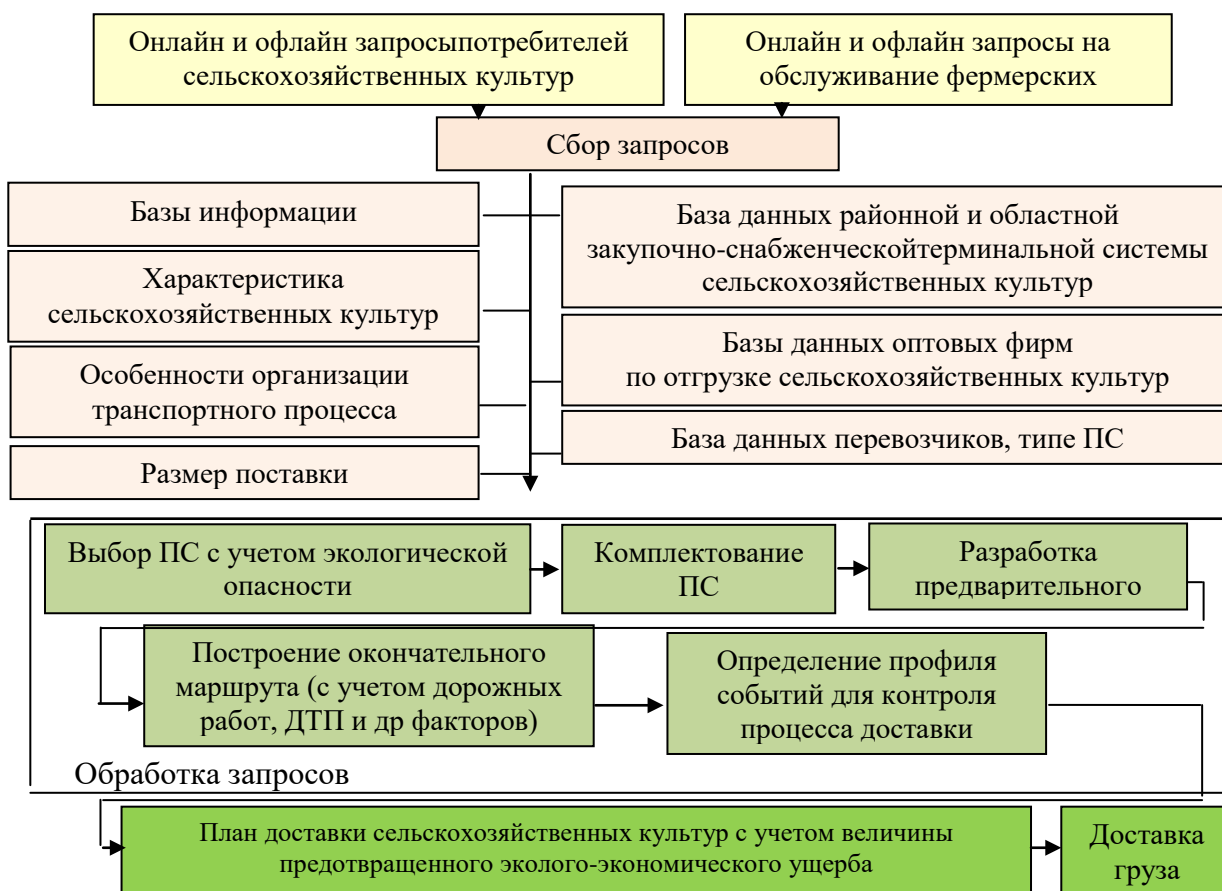 Онлайн и офлайн запросыпотребителей
сельскохозяйственных культур
Онлайн и офлайн запросы на
обслуживание фермерских
Сбор запросов
Базы информации
Характеристика
сельскохозяйственных культур
Особенности организации
транспортного процесса
Размер поставки
База данных районной и областной
закупочно-снабженческойтерминальной системы
сельскохозяйственных культур
Базы данных оптовых фирм
по отгрузке сельскохозяйственных культур
База данных перевозчиков, типе ПС
Выбор ПС с учетом экологической
опасности
Комплектование
ПС
Разработка
предварительного
Построение окончательного
маршрута (с учетом дорожных
работ, ДТП и др факторов)
Определение профиля
событий для контроля
процесса доставки
Обработка запросов
План доставки сельскохозяйственных культур с учетом величины
предотвращенного эколого-экономического ущерба
Доставка
груза